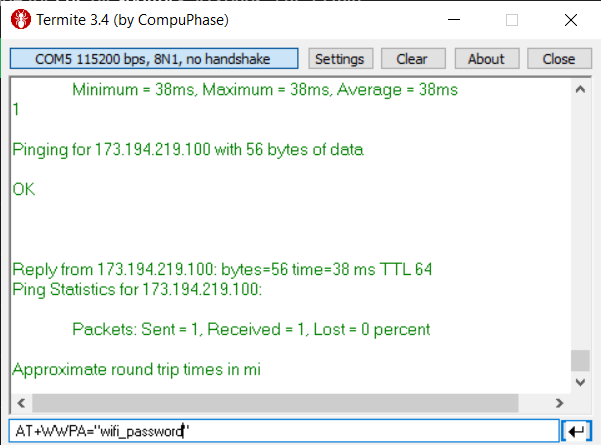 Termite 3.4 (by CompuPhase)
COM5 115200 bps, 8N1, no handshake
Settings
Clear
About
Close
Minimum = 38ms, Maximum = 38ms, Average = 38ms
1
Pinging for 173.194.219.100 with 56 bytes of data
OK
Reply from 173.194.219.100: bytes=56 time=38 ms TTL 64
Ping Statistics for 173.194.219.100:
Packets: Sent = 1, Received = 1, Lost = 0 percent
Approximate round trip times in mi
AT+WWPA="wifi_password"